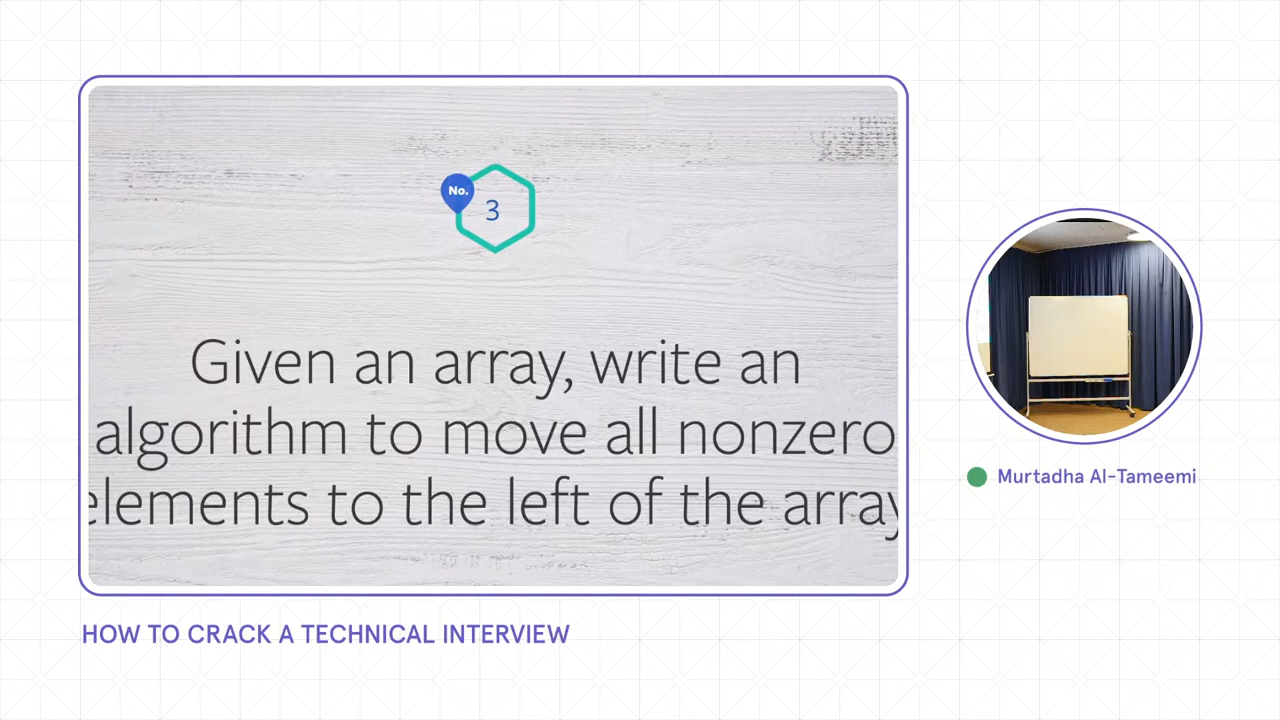 No.
3
Given an array, write an
algorithm to move all nonzero
elements to the left of the array
HOW TO CRACK A TECHNICAL INTERVIEW
Murtadha Al-Tameemi